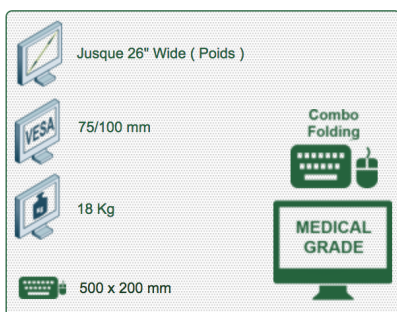 Jusque 26" Wide ( Poids )
VESA
75/100 mm
18 Kg
500 x 200 mm
Combo
Folding
MEDICAL
GRADE